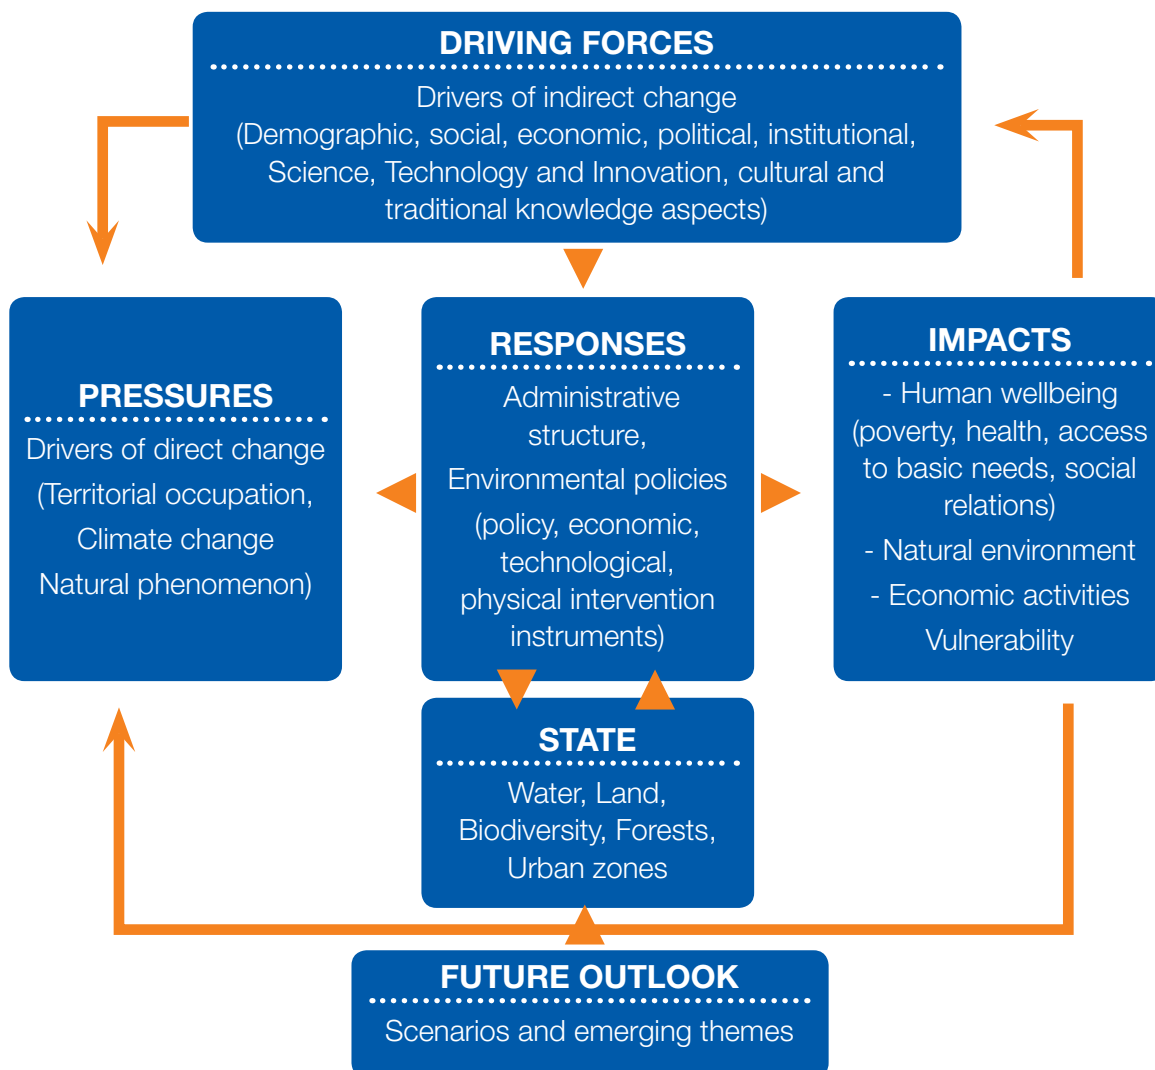 DRIVING FORCES
Drivers of indirect change
(Demographic, social, economic, political, institutional,
Science, Technology and Innovation, cultural and
traditional knowledge aspects)
PRESSURES
Drivers of direct change
(Territorial occupation,
Climate change
Natural phenomenon)
RESPONSES
Administrative
structure,
Environmental policies
(policy, economic,
technological,
physical intervention
instruments)
IMPACTS
- Human wellbeing
(poverty, health, access
to basic needs, social
relations)
- Natural environment
- Economic activities
Vulnerability
STATE
Water, Land,
Biodiversity, Forests,
Urban zones
FUTURE OUTLOOK
Scenarios and emerging themes